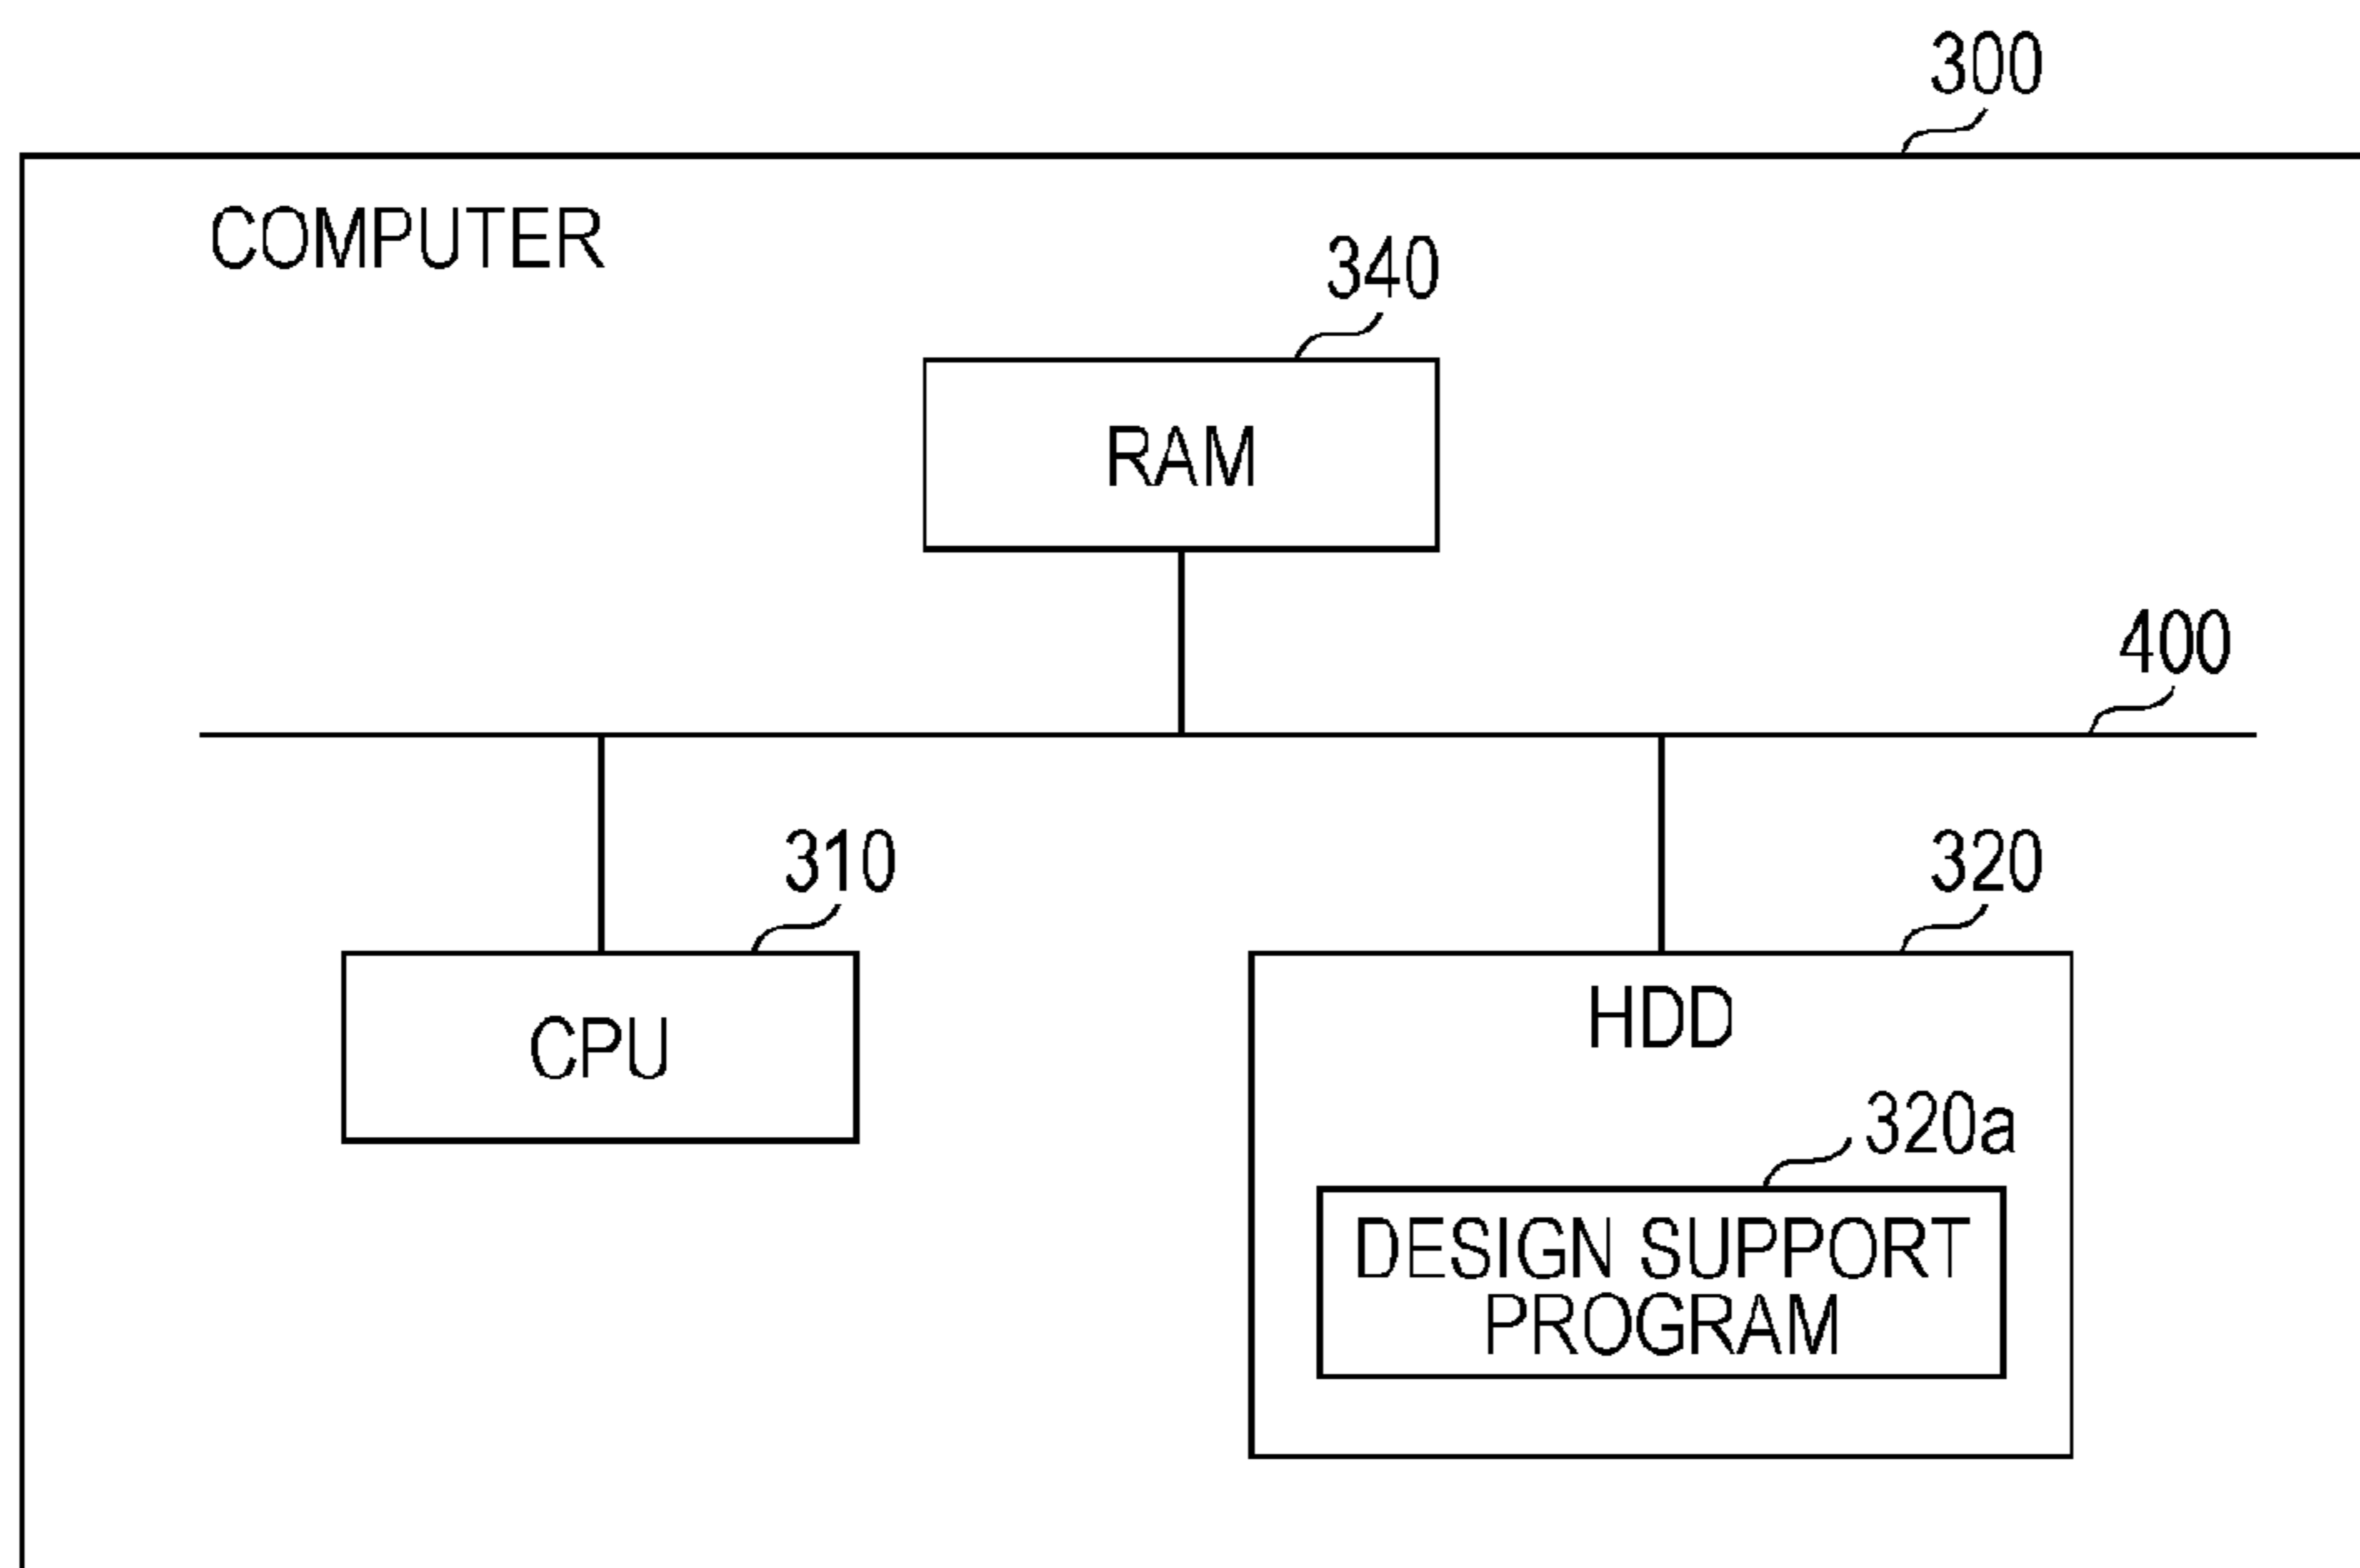 300
COMPUTER
340
RAM
400
310
320
CPU
HDD
320a
DESIGN SUPPORT
PROGRAM